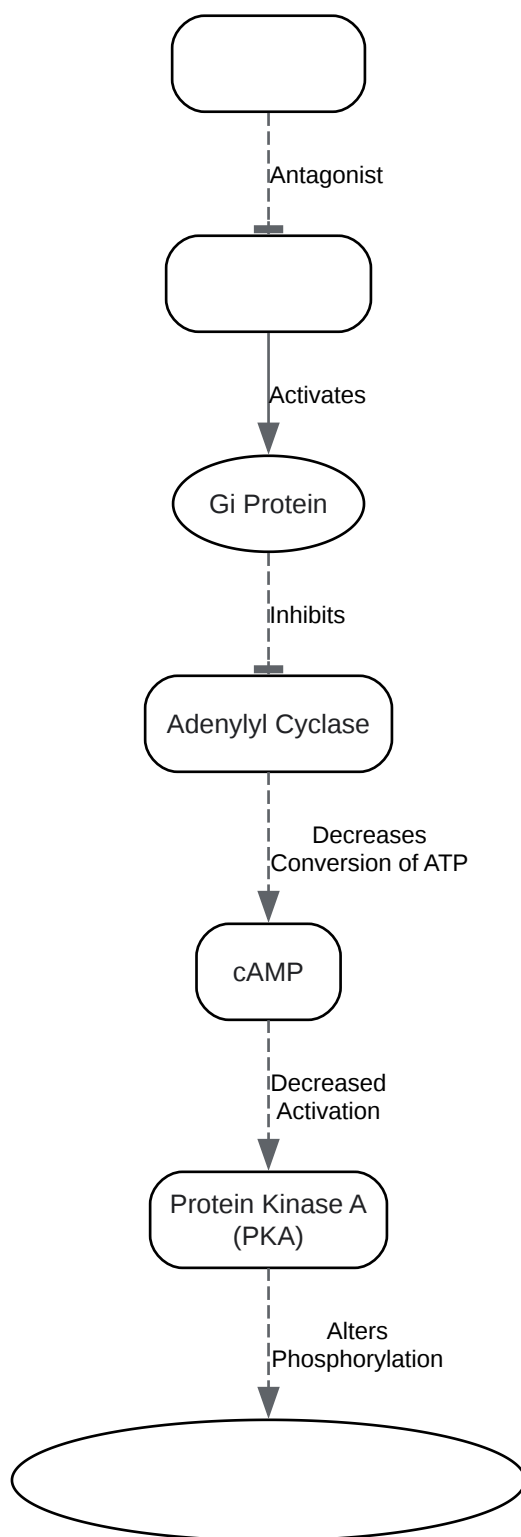 Antagonist
Activates
Gi Protein
Inhibits
Adenylyl Cyclase
Decreases
Conversion of ATP
cAMP
Decreased
Activation
Protein Kinase A
(PKA)
Alters
Phosphorylation